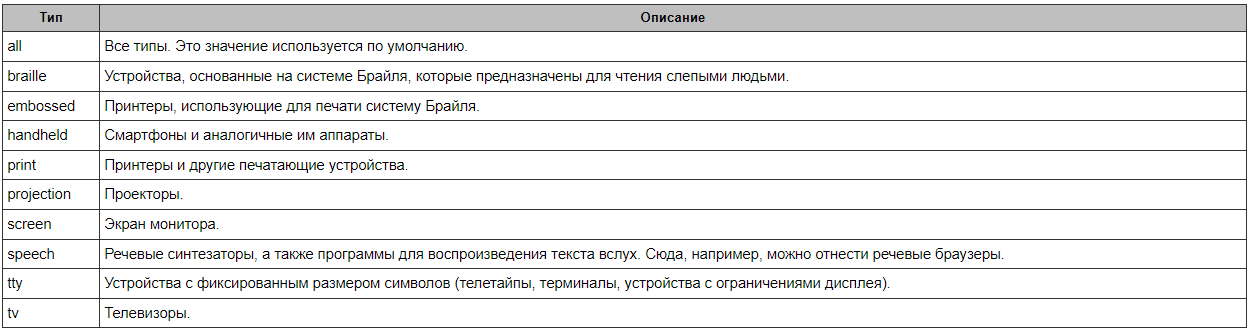 Тип Описание
all Все типы. Это значение используется по умолчанию.
braille Устройства, основанные на системе Брайля, которые предназначены для чтения слепыми людьми.
embossed Принтеры, использующие для печати систему Брайля.
handheld Смартфоны и аналогичные им аппараты.
print Принтеры и другие печатающие устройства.
projection Проекторы.
screen Экран монитора.
speech Речевые синтезаторы, а также программы для воспроизведения текста вслух. Сюда, например, можно отнести речевые браузеры.
tty Устройства с фиксированным размером символов (телетайпы, терминалы, устройства с ограничениями дисплея).
tv Телевизоры.